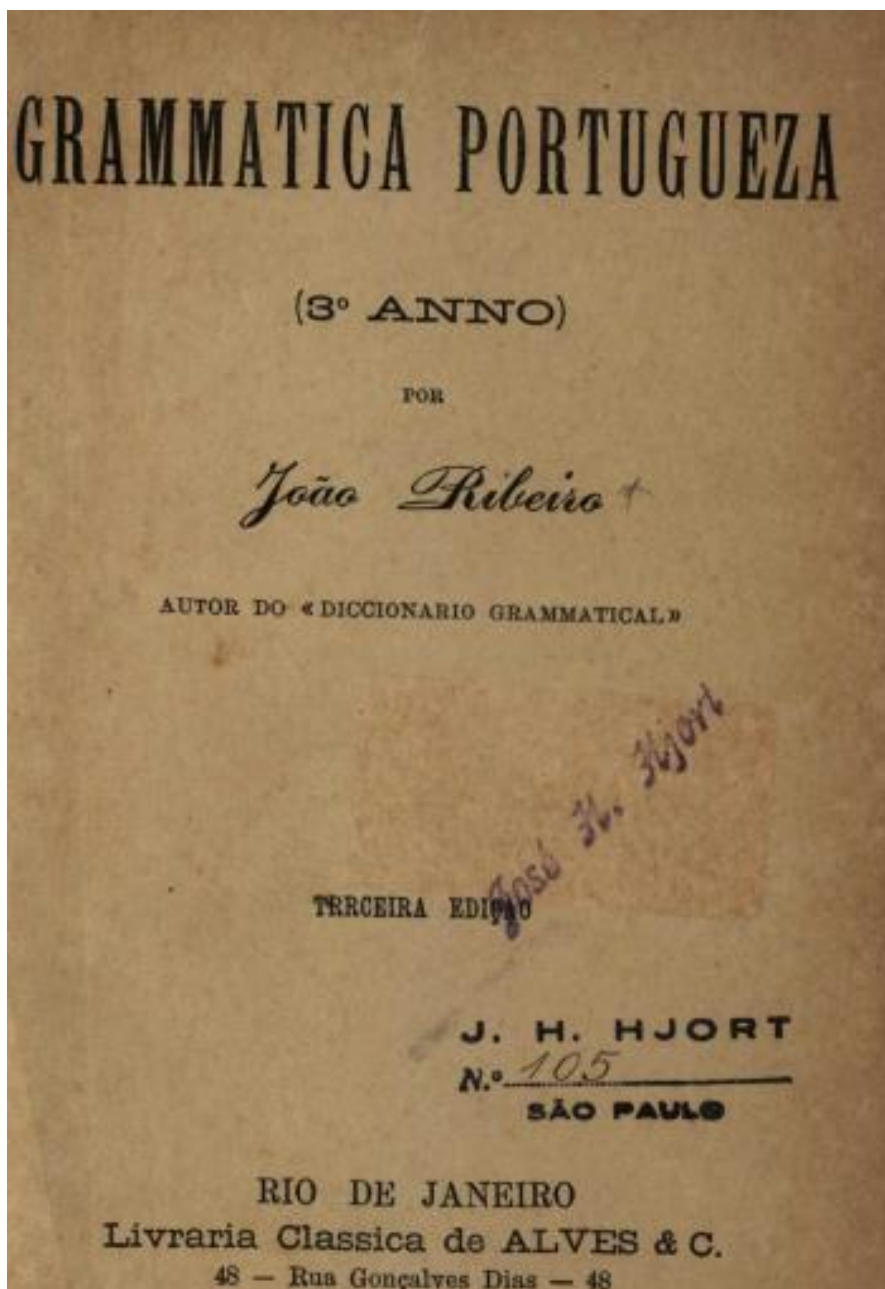 GRAMMATICA PORTUGUEZA
(3º ANNO)
POR
João Ribeiro
AUTOR DO «DICCIONARIO GRAMMATICAL»
José H. Hjort
TERCEIRA EDIÇÃO
J. H. HJORT
N.º 105
SÃO PAULO
RIO DE JANEIRO
Livraria Classica de ALVES & C.
48 — Rua Gonçalves Dias — 48